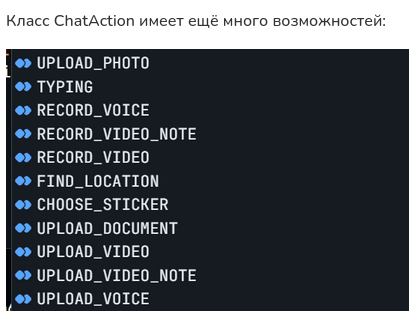 Класс ChatAction имеет ещё много возможностей:
UPLOAD_PHOTO
TYPING
RECORD_VOICE
RECORD_VIDEO_NOTE
RECORD_VIDEO
FIND_LOCATION
CHOOSE_STICKER
UPLOAD_DOCUMENT
UPLOAD_VIDEO
UPLOAD_VIDEO_NOTE
UPLOAD_VOICE